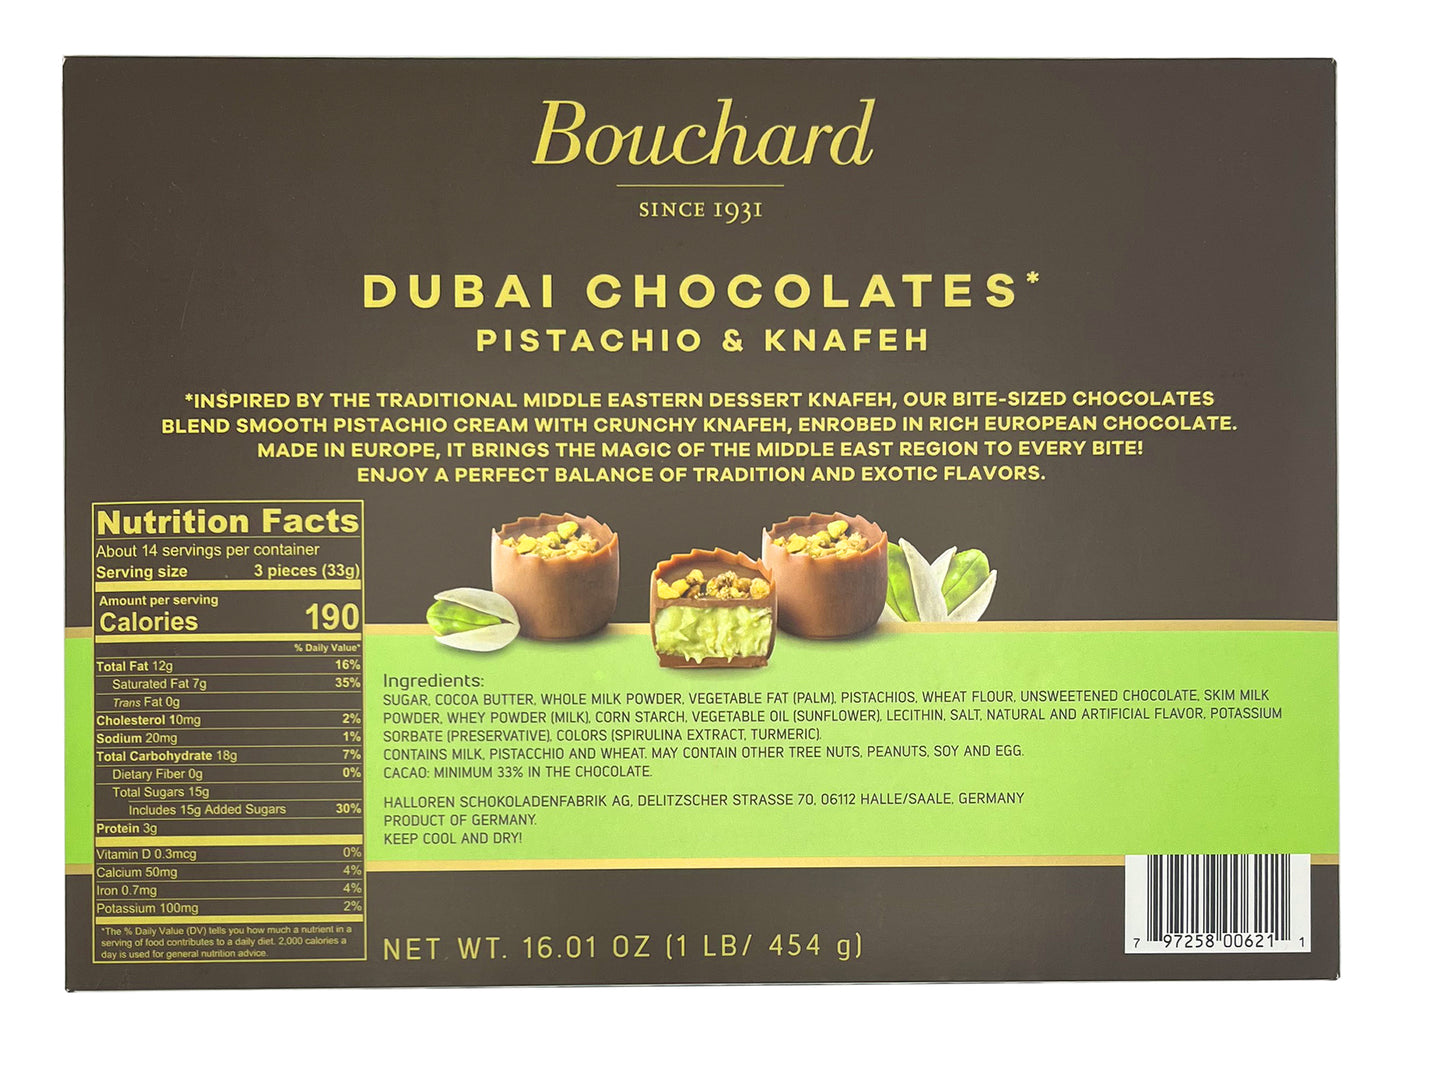 Bouchard
SINCE 1931
DUBAI CHOCOLATES*
PISTACHIO & KNAFEH
*INSPIRED BY THE TRADITIONAL MIDDLE EASTERN DESSERT KNAFEH, OUR BITE-SIZED CHOCOLATES
BLEND SMOOTH PISTACHIO CREAM WITH CRUNCHY KNAFEH, ENROBED IN RICH EUROPEAN CHOCOLATE.
MADE IN EUROPE, IT BRINGS THE MAGIC OF THE MIDDLE EAST REGION TO EVERY BITE!
ENJOY A PERFECT BALANCE OF TRADITION AND EXOTIC FLAVORS.
Nutrition Facts
About 14 servings per container
Serving size 3 pieces (33g)
Amount per serving
Calories 190
% Daily Value*
Total Fat 12g 16%
Saturated Fat 7g 35%
Trans Fat 0g
Cholesterol 10mg 2%
Sodium 20mg 1%
Total Carbohydrate 18g 7%
Dietary Fiber 0g 0%
Total Sugars 15g
Includes 15g Added Sugars 30%
Protein 3g
Vitamin D 0.3mcg 0%
Calcium 50mg 4%
Iron 0.7mg 4%
Potassium 100mg 2%
*The % Daily Value (DV) tells you how much a nutrient in a
serving of food contributes to a daily diet. 2,000 calories a
day is used for general nutrition advice.
Ingredients:
SUGAR, COCOA BUTTER, WHOLE MILK POWDER, VEGETABLE FAT (PALM), PISTACHIOS, WHEAT FLOUR, UNSWEETENED CHOCOLATE, SKIM MILK
POWDER, WHEY POWDER (MILK), CORN STARCH, VEGETABLE OIL (SUNFLOWER), LECITHIN, SALT, NATURAL AND ARTIFICIAL FLAVOR, POTASSIUM
SORBATE (PRESERVATIVE), COLORS (SPIRULINA EXTRACT, TURMERIC).
CONTAINS MILK, PISTACCHIO AND WHEAT. MAY CONTAIN OTHER TREE NUTS, PEANUTS, SOY AND EGG.
CACAO: MINIMUM 33% IN THE CHOCOLATE.
HALLOREN SCHOKOLADENFABRIK AG, DELITZSCHER STRASSE 70, 06112 HALLE/SAALE, GERMANY
PRODUCT OF GERMANY.
KEEP COOL AND DRY!
NET WT. 16.01 OZ (1 LB/ 454 g)
7 97258 00621 1